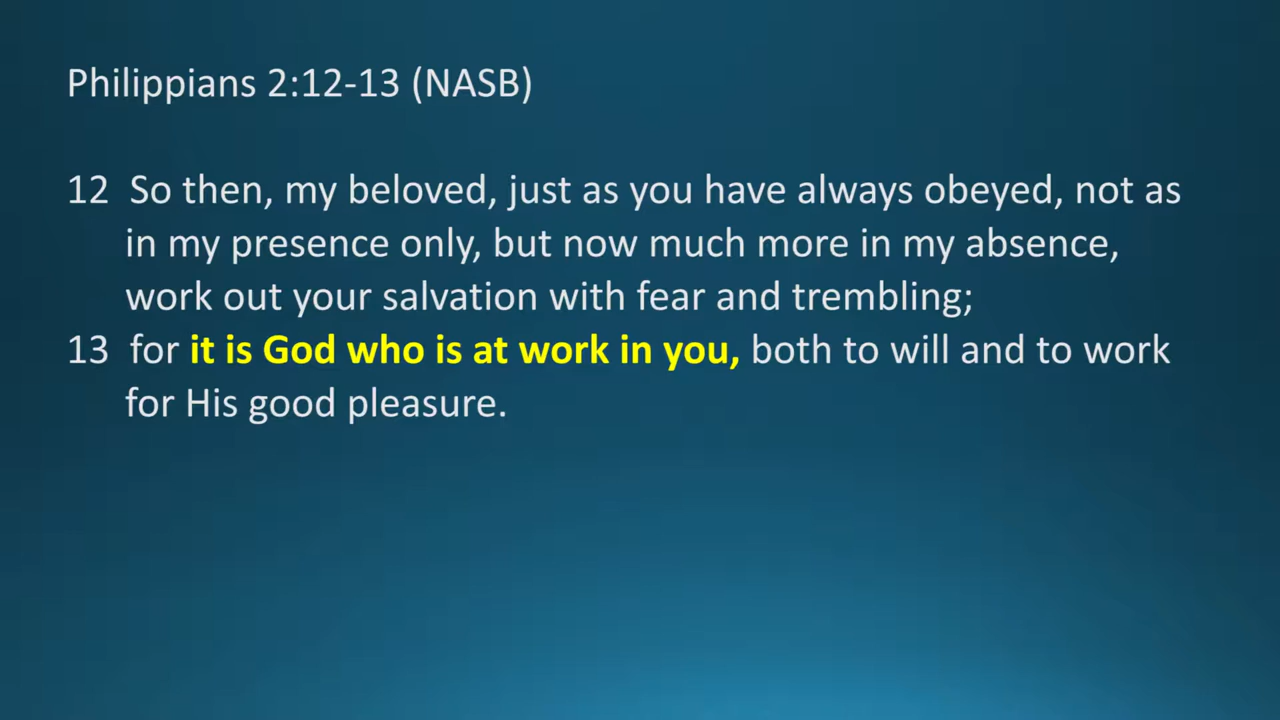 Philippians 2:12-13 (NASB)
12 So then, my beloved, just as you have always obeyed, not as
in my presence only, but now much more in my absence,
work out your salvation with fear and trembling;
13 for it is God who is at work in you, both to will and to work
for His good pleasure.